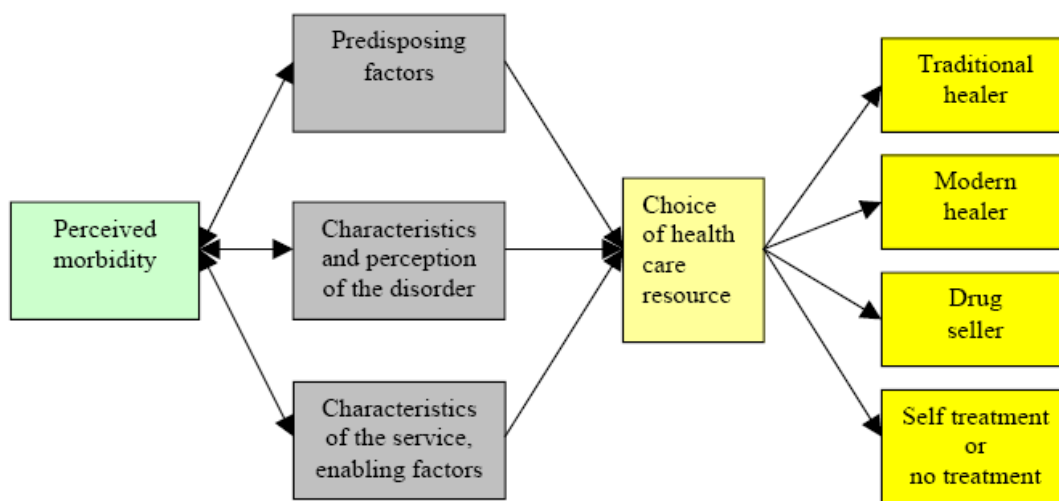 Perceived
morbidity
Predisposing
factors
Characteristics
and perception
of the disorder
Characteristics
of the service,
enabling factors
Choice
of health
care
resource
Traditional
healer
Modern
healer
Drug
seller
Self treatment
or
no treatment